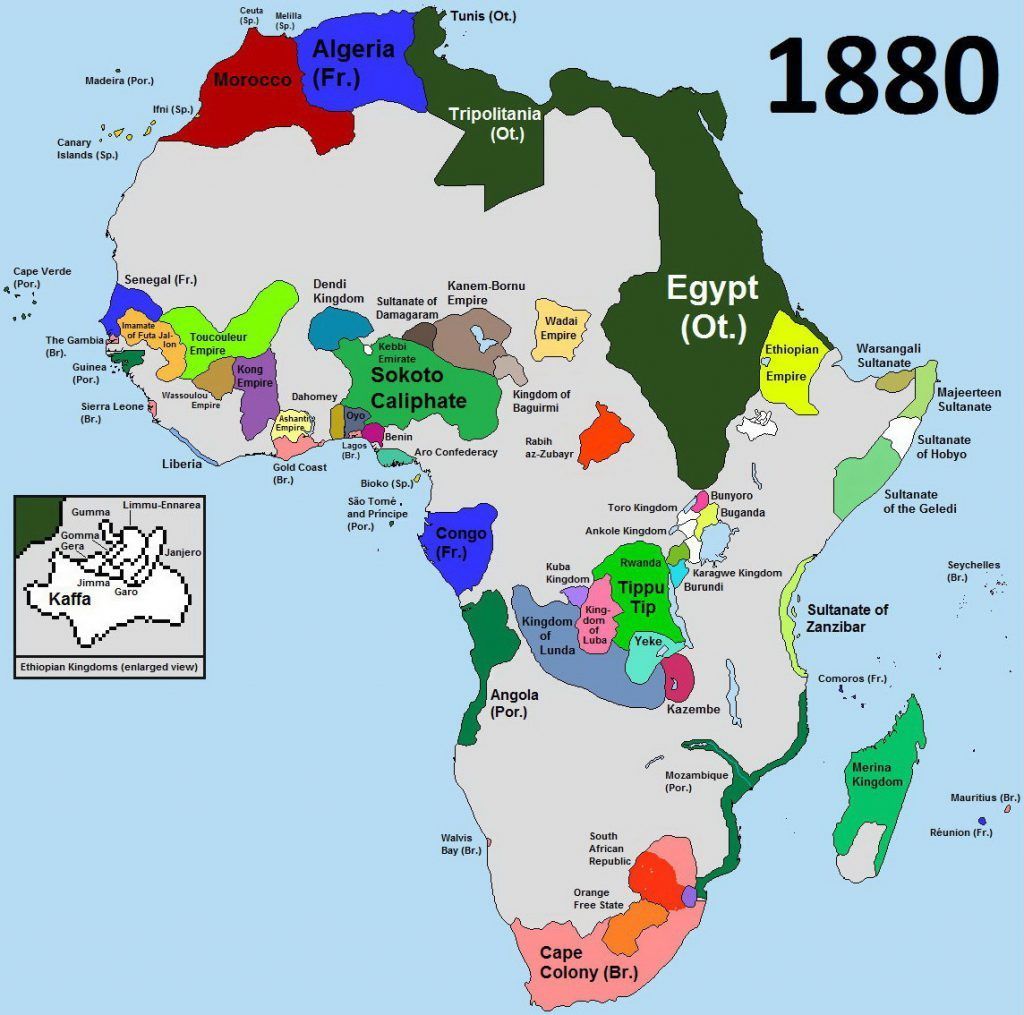 Ceuta
(Sp.)
Melilla
(Sp.)
Tunis (Ot.)
1880
Algeria
(Fr.)
Morocco
Madeira (Por.)
Ifni (Sp.)
Tripolitania
(Ot.)
Canary
Islands (Sp.)
Cape Verde
(Por.)
Senegal (Fr.)
Dendi
Kingdom
Sultanate of
Damagaram
Kanem-Bornu
Empire
Egypt
(Ot.)
Imamate
of Futa Jal-
lon
Toucouleur
Empire
Wadai
Empire
The Gambia
(Br).
Guinea
(Por.)
Kebbi
Emirate
Ethiopian
Empire
Warsangali
Sultanate
Kong
Empire
Sokoto
Caliphate
Wassoulou
Empire
Dahomey
Kingdom of
Baguirmi
Majeerteen
Sultanate
Sierra Leone
(Br.)
Ashanti
Empire
Oyo
Benin
Rabih
az-Zubayr
Sultanate
of Hobyo
Lagos
(Br.)
Aro Confederacy
Liberia
Gold Coast
(Br.)
Bioko (Sp.)
São Tomé
and Príncipe
(Por.)
Sultanate
of the Geledi
Bunyoro
Toro Kingdom
Buganda
Ankole Kingdom
Gumma
Limmu-Ennarea
Gomma
Gera
Janjero
Jimma
Garo
Kaffa
Ethiopian Kingdoms (enlarged view)
Congo
(Fr.)
Kuba
Kingdom
Rwanda
Karagwe Kingdom
Burundi
Seychelles
(Br.)
Tippu
Tip
Kingdom
of
Lunda
King-
dom
of
Luba
Sultanate of
Zanzibar
Yeke
Comoros (Fr.)
Angola
(Por.)
Kazembe
Mozambique
(Por.)
Merina
Kingdom
Mauritius (Br.)
Réunion (Fr.)
Walvis
Bay (Br.)
South
African
Republic
Orange
Free State
Cape
Colony (Br.)